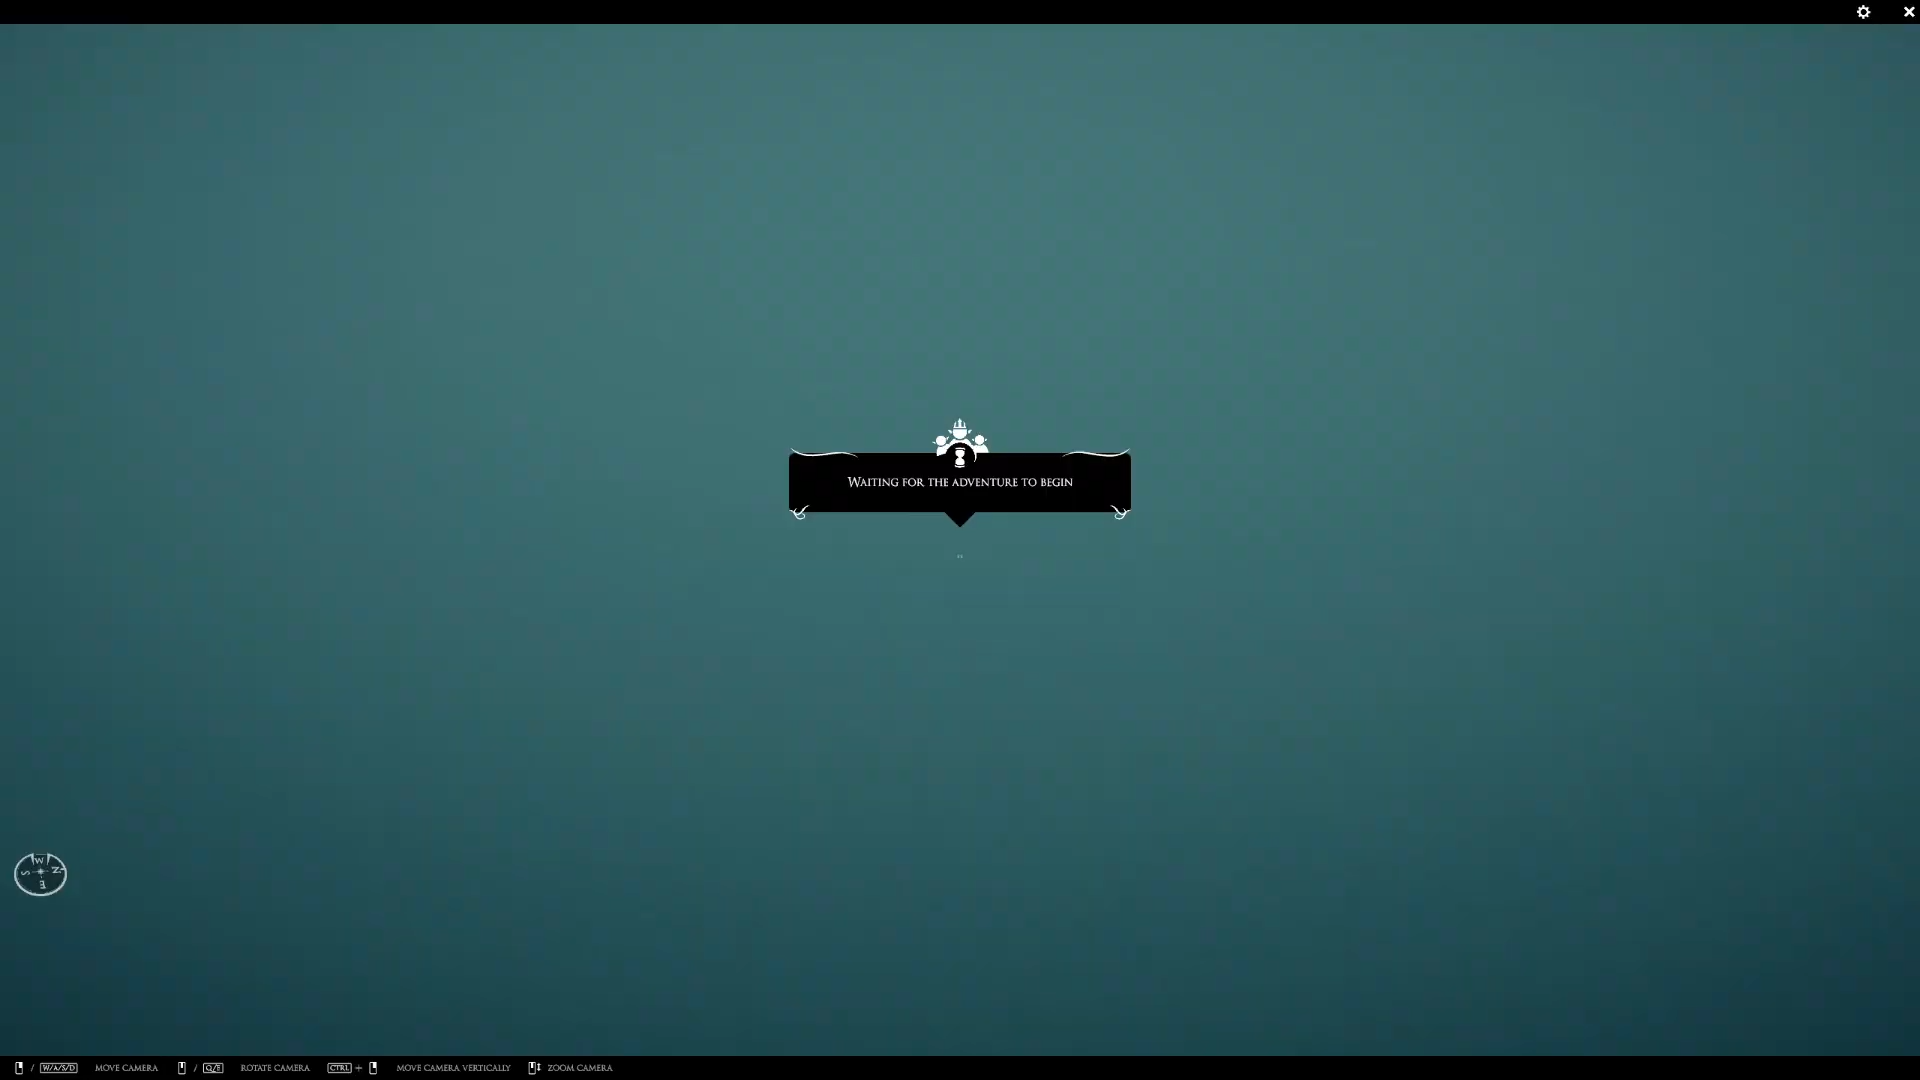 WAITING FOR THE ADVENTURE TO BEGIN
W
S N
E
/ W/A/S/D MOVE CAMERA / Q/E ROTATE CAMERA CTRL + MOVE CAMERA VERTICALLY ZOOM CAMERA